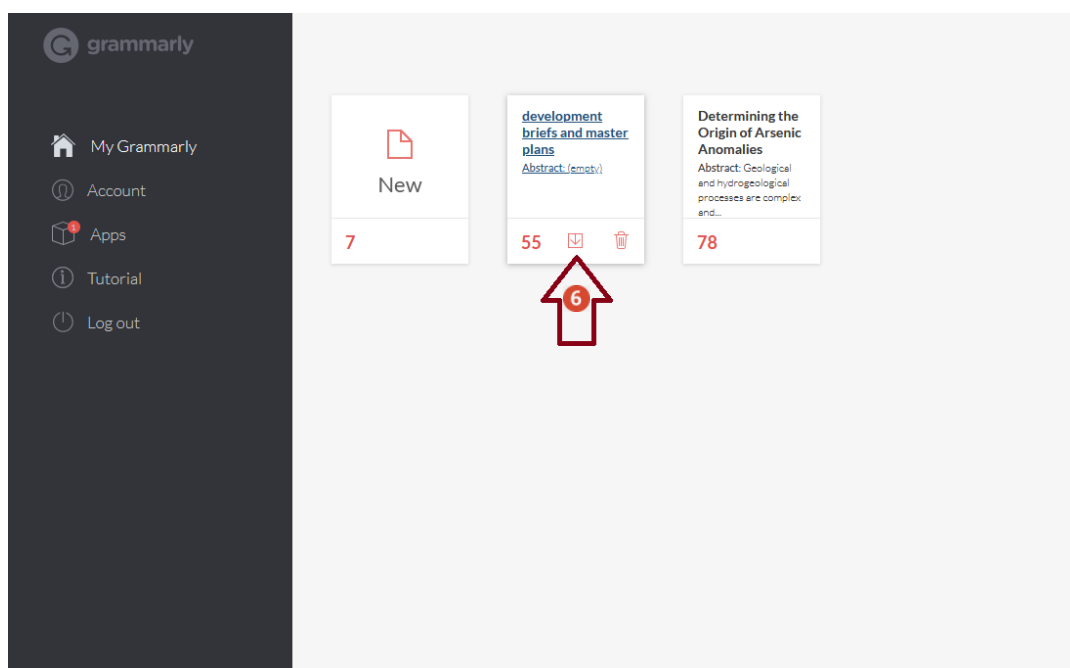 grammarly
My Grammarly
Account
1
Apps
Tutorial
Log out
New
7
development
briefs and master
plans
Abstract: (empty)
55
6
Determining the
Origin of Arsenic
Anomalies
Abstract: Geological
and hydrogeological
processes are complex
and...
78